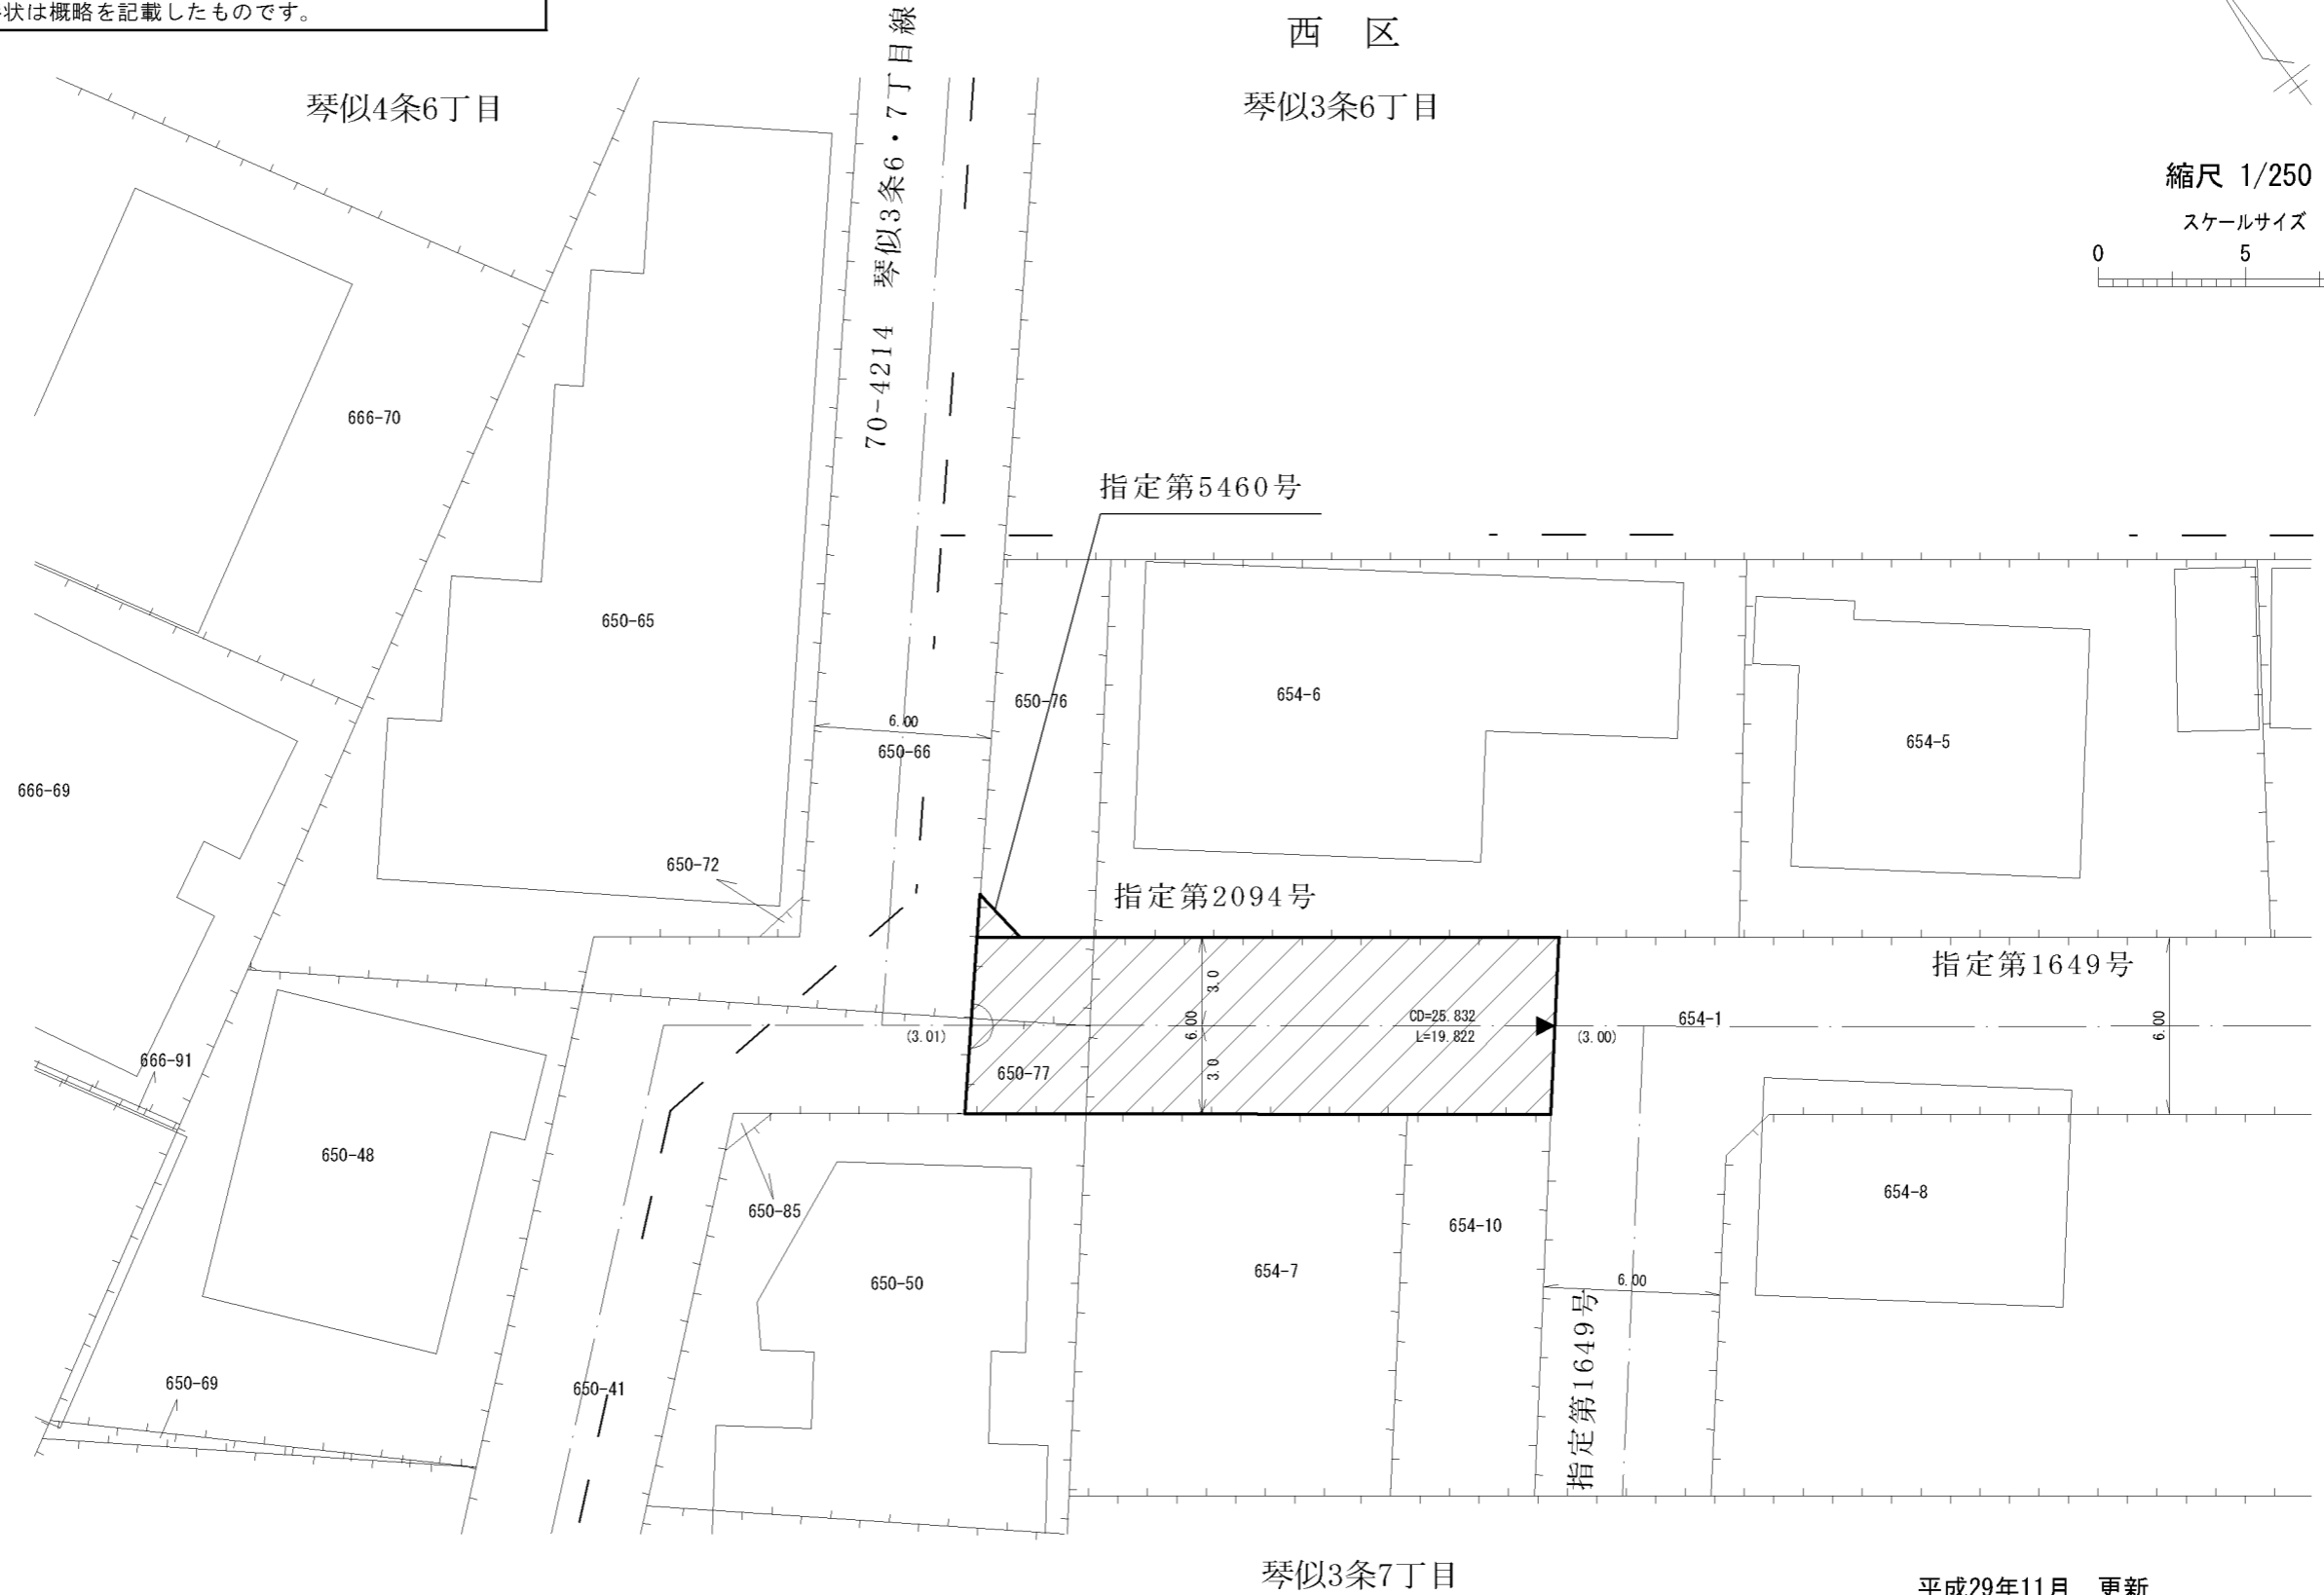 状は概略を記載したものです。
西　区
琴似4条6丁目
琴似3条6丁目
縮尺 1/250
スケールサイズ
0
5
70-4214　琴似3条6・7丁目線
666-70
指定第5460号
650-65
650-76
654-6
654-5
6.00
650-66
666-69
650-72
指定第2094号
指定第1649号
3.0
6.00
3.0
CD=25.832
L=19.822
(3.01)
(3.00)
654-1
6.00
650-77
666-91
650-48
650-85
654-10
654-8
650-50
654-7
6.00
指定第1649号
650-69
650-41
琴似3条7丁目
平成29年11月　更新